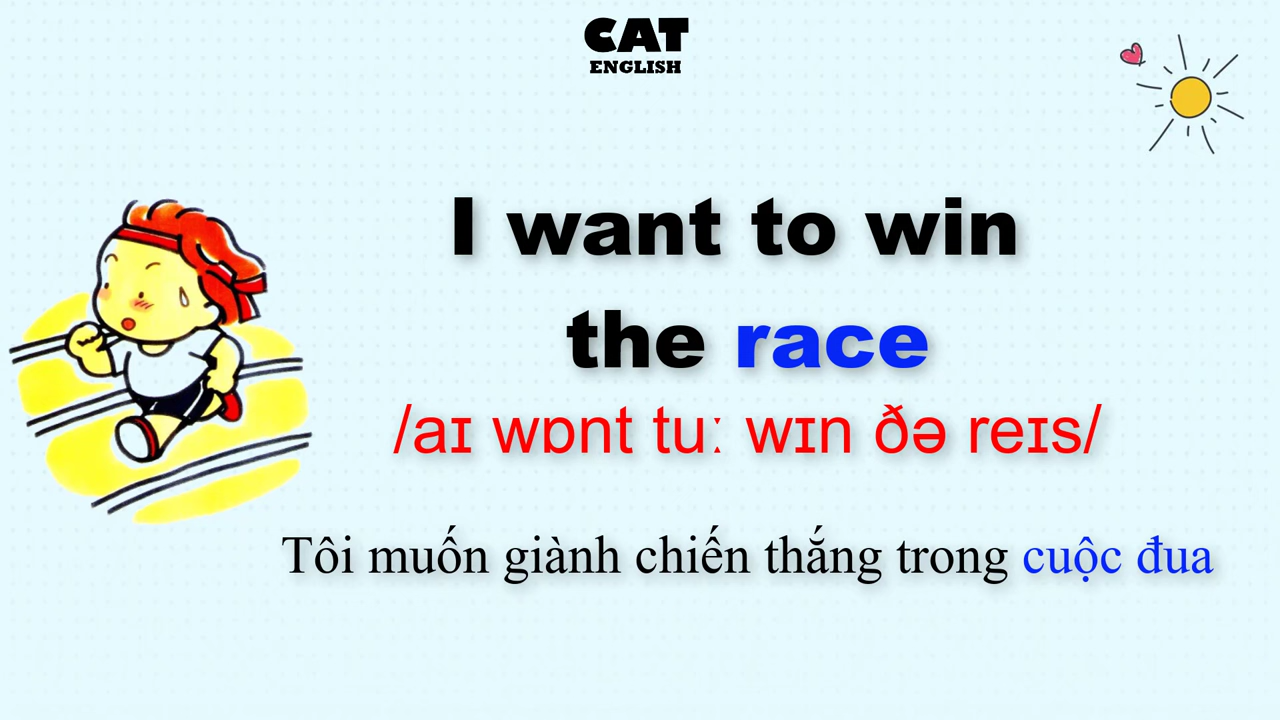 CAT
ENGLISH
I want to win
the race
/aɪ wɒnt tuː wɪn ðə reɪs/
Tôi muốn giành chiến thắng trong cuộc đua